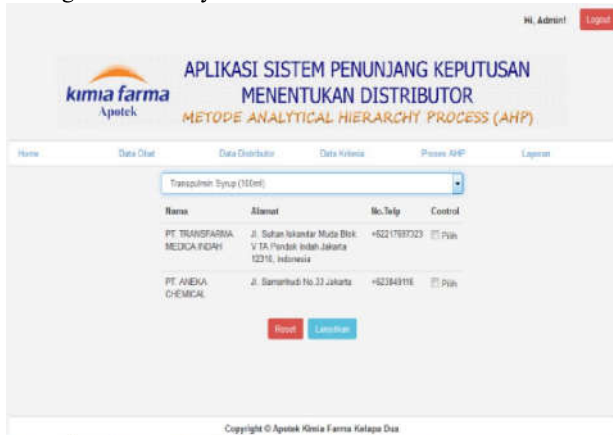 Hi, Admin! Logout
kimia farma
Apotek
APLIKASI SISTEM PENUNJANG KEPUTUSAN
MENENTUKAN DISTRIBUTOR
METODE ANALYTICAL HIERARCHY PROCESS (AHP)
Home Data Obat Data Distributor Data Kriteria Proses AHP Laporan
Transpulmin Syrup (100ml)
Nama Alamat No.Telp Control
PT. TRANSFARMA Jl. Sultan Iskandar Muda Blok Pilih
MEDICA INDAH V TA Pondok Indah Jakarta
12310, Indonesia
PT. ANEKA Jl. Samanhudi No.33 Jakarta +623849116 Pilih
CHEMICAL
Reset Lanjutkan
Copyright © Apotek Kimia Farma Kelapa Dua